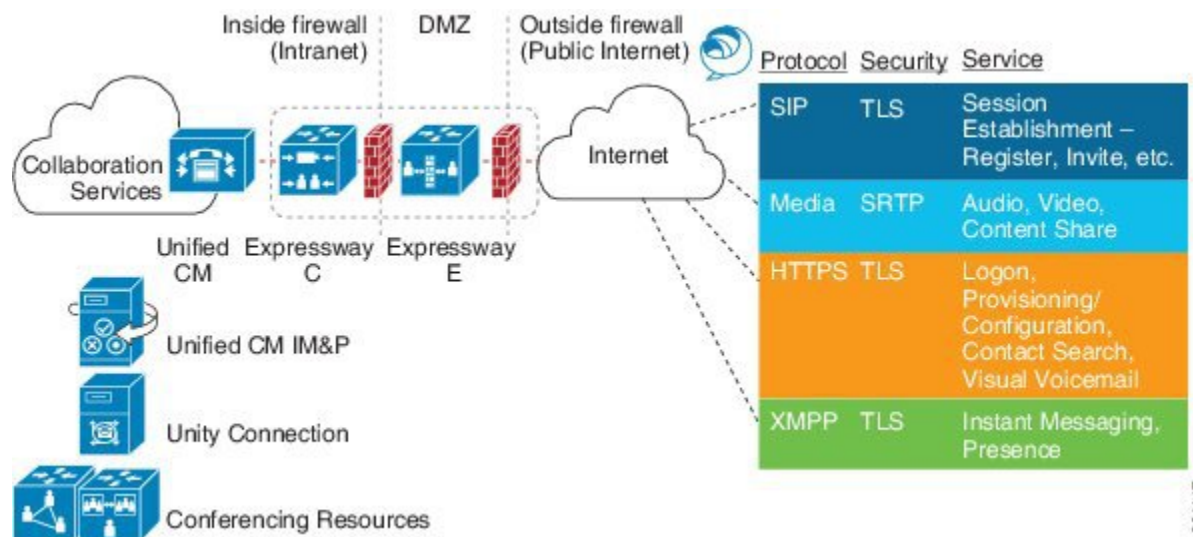 Inside firewall
(Intranet)
DMZ
Outside firewall
(Public Internet)
Collaboration
Services
Internet
Unified
CM
Expressway
C
Expressway
E
Unified CM IM&P
Unity Connection
Conferencing Resources
Protocol Security Service
SIP TLS Session
Establishment –
Register, Invite, etc.
Media SRTP Audio, Video,
Content Share
HTTPS TLS Logon,
Provisioning/
Configuration,
Contact Search,
Visual Voicemail
XMPP TLS Instant Messaging,
Presence